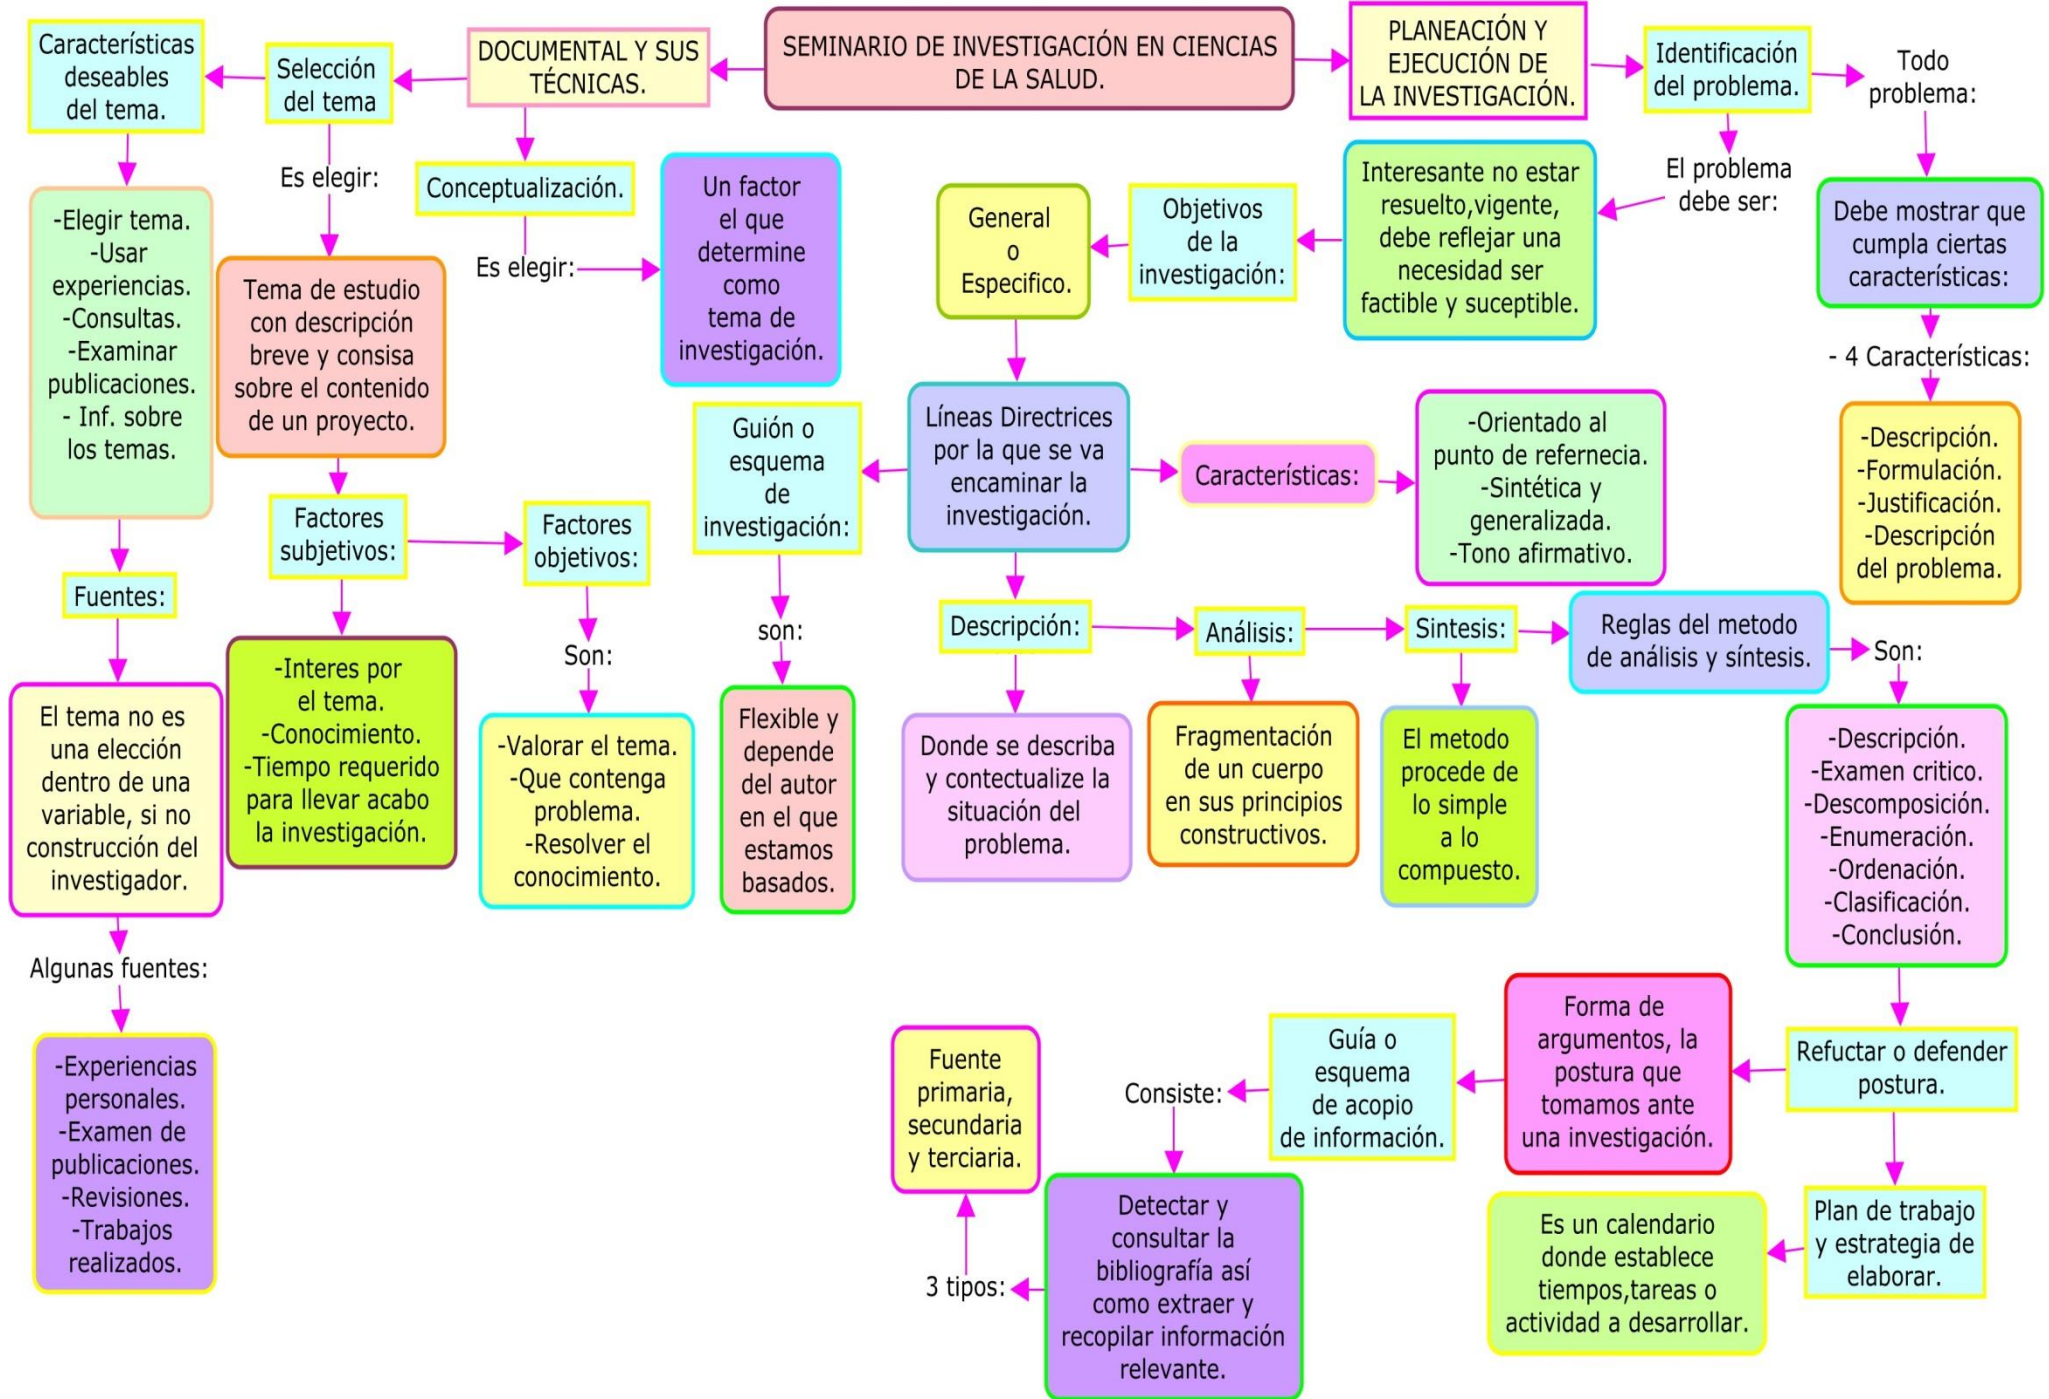 SEMINARIO DE INVESTIGACIÓN EN CIENCIAS
DE LA SALUD.
DOCUMENTAL Y SUS
TÉCNICAS.
Selección
del tema
Características
deseables
del tema.
-Elegir tema.
-Usar
experiencias.
-Consultas.
-Examinar
publicaciones.
- Inf. sobre
los temas.
Fuentes:
El tema no es
una elección
dentro de una
variable, si no
construcción del
investigador.
Algunas fuentes:
-Experiencias
personales.
-Examen de
publicaciones.
-Revisiones.
-Trabajos
realizados.
Es elegir:
Tema de estudio
con descripción
breve y consisa
sobre el contenido
de un proyecto.
Factores
subjetivos:
-Interes por
el tema.
-Conocimiento.
-Tiempo requerido
para llevar acabo
la investigación.
Factores
objetivos:
Son:
-Valorar el tema.
-Que contenga
problema.
-Resolver el
conocimiento.
Conceptualización.
Es elegir:
Un factor
el que
determine
como
tema de
investigación.
PLANEACIÓN Y
EJECUCIÓN DE
LA INVESTIGACIÓN.
Identificación
del problema.
Todo
problema:
Debe mostrar que
cumpla ciertas
características:
- 4 Características:
-Descripción.
-Formulación.
-Justificación.
-Descripción
del problema.
El problema
debe ser:
Interesante no estar
resuelto,vigente,
debe reflejar una
necesidad ser
factible y suceptible.
Objetivos
de la
investigación:
General
o
Especifico.
Líneas Directrices
por la que se va
encaminar la
investigación.
Guión o
esquema
de
investigación:
son:
Flexible y
depende
del autor
en el que
estamos
basados.
Características:
-Orientado al
punto de refernecia.
-Sintética y
generalizada.
-Tono afirmativo.
Descripción:
Donde se describa
y contectualize la
situación del
problema.
Análisis:
Fragmentación
de un cuerpo
en sus principios
constructivos.
Sintesis:
El metodo
procede de
lo simple
a lo
compuesto.
Reglas del metodo
de análisis y síntesis.
Son:
-Descripción.
-Examen critico.
-Descomposición.
-Enumeración.
-Ordenación.
-Clasificación.
-Conclusión.
Refuctar o defender
postura.
Forma de
argumentos, la
postura que
tomamos ante
una investigación.
Guía o
esquema
de acopio
de información.
Consiste:
Detectar y
consultar la
bibliografía así
como extraer y
recopilar información
relevante.
3 tipos:
Fuente
primaria,
secundaria
y terciaria.
Plan de trabajo
y estrategia de
elaborar.
Es un calendario
donde establece
tiempos,tareas o
actividad a desarrollar.